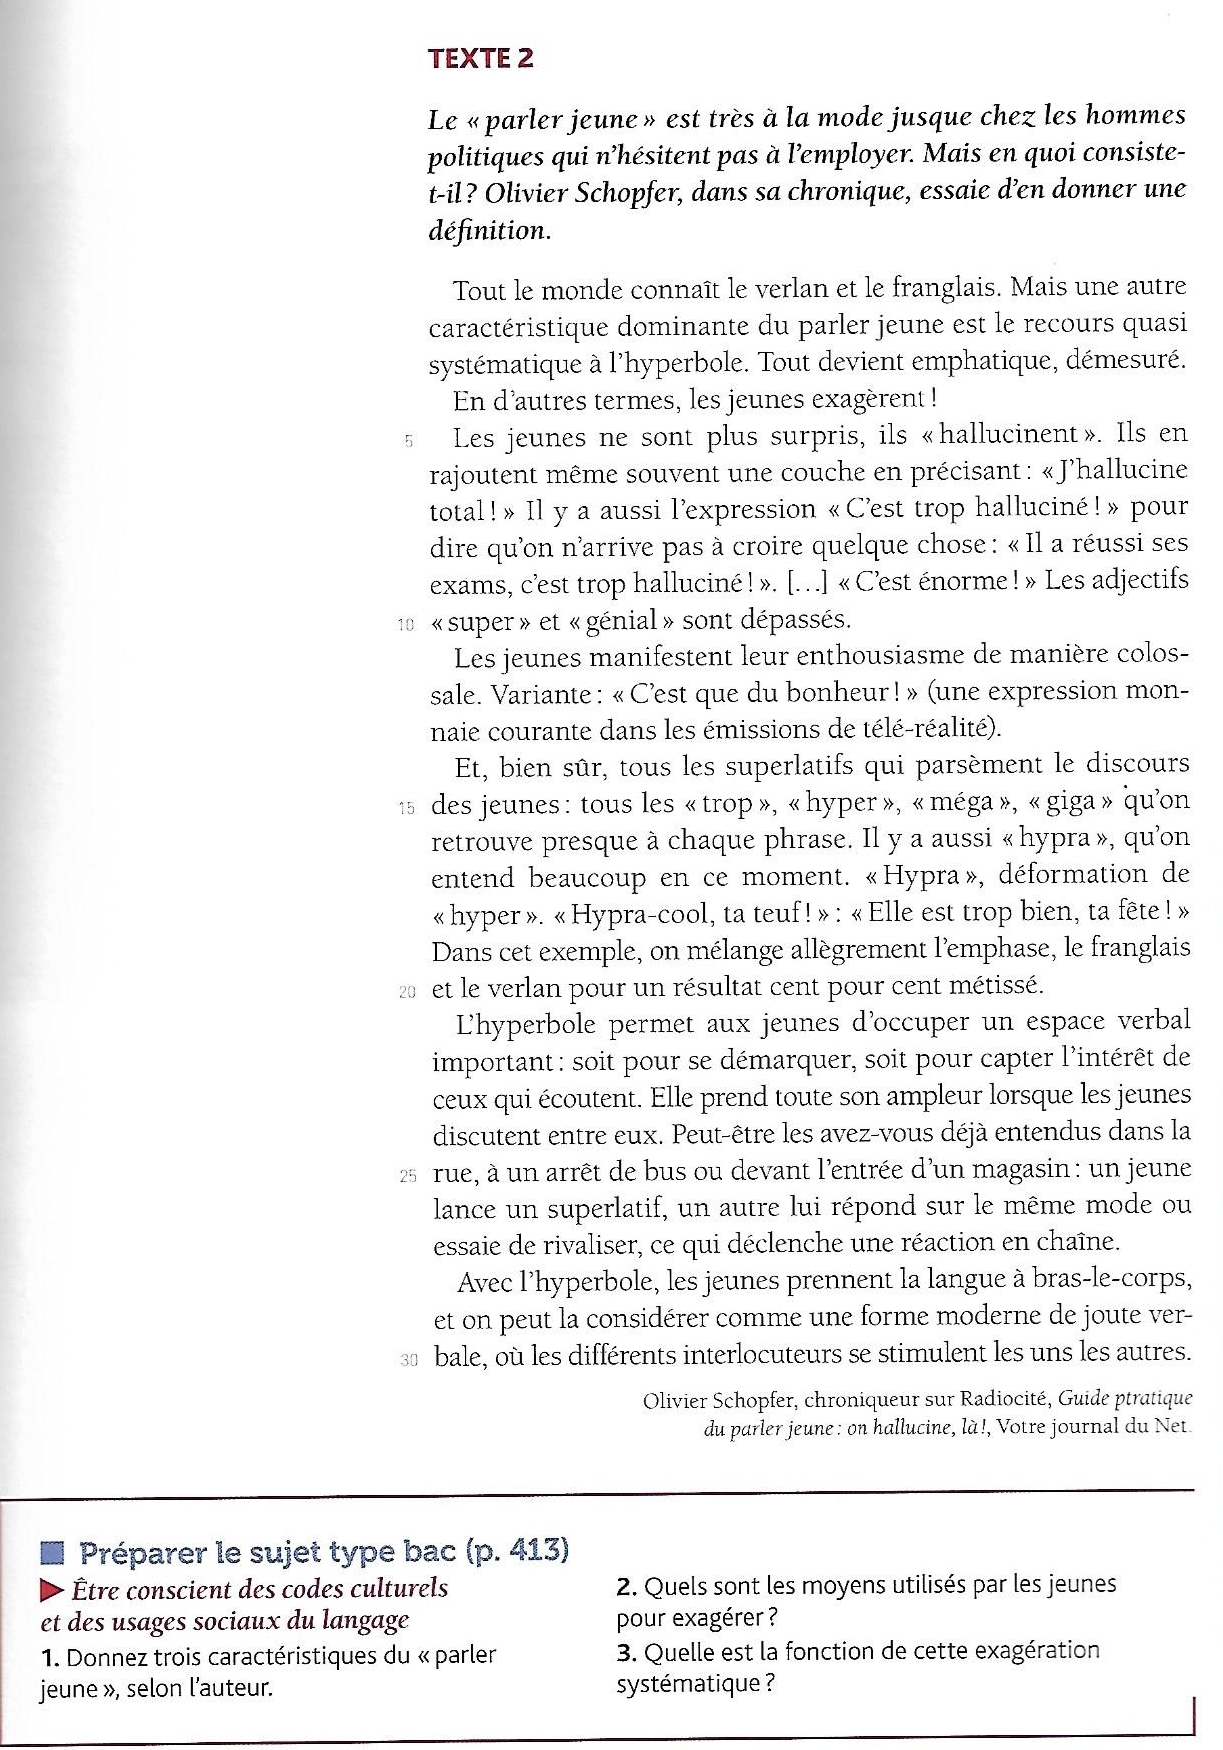 TEXTE 2
Le « parler jeune » est très à la mode jusque chez les hommes
politiques qui n'hésitent pas à l'employer. Mais en quoi consiste-
t-il ? Olivier Schopfer, dans sa chronique, essaie d'en donner une
définition.
Tout le monde connaît le verlan et le franglais. Mais une autre
caractéristique dominante du parler jeune est le recours quasi
systématique à l'hyperbole. Tout devient emphatique, démesuré.
En d'autres termes, les jeunes exagèrent !
5 Les jeunes ne sont plus surpris, ils « hallucinent ». Ils en
rajoutent même souvent une couche en précisant : « J'hallucine
total ! » Il y a aussi l'expression « C'est trop halluciné ! » pour
dire qu'on n'arrive pas à croire quelque chose : « Il a réussi ses
exams, c'est trop halluciné ! ». [...] « C'est énorme ! » Les adjectifs
10 « super » et « génial » sont dépassés.
Les jeunes manifestent leur enthousiasme de manière colos-
sale. Variante : « C'est que du bonheur ! » (une expression mon-
naie courante dans les émissions de télé-réalité).
Et, bien sûr, tous les superlatifs qui parsèment le discours
15 des jeunes : tous les « trop », « hyper », « méga », « giga » qu'on
retrouve presque à chaque phrase. Il y a aussi « hypra », qu'on
entend beaucoup en ce moment. « Hypra », déformation de
« hyper ». « Hypra-cool, ta teuf ! » : « Elle est trop bien, ta fête ! »
Dans cet exemple, on mélange allègrement l'emphase, le franglais
20 et le verlan pour un résultat cent pour cent métissé.
L'hyperbole permet aux jeunes d'occuper un espace verbal
important : soit pour se démarquer, soit pour capter l'intérêt de
ceux qui écoutent. Elle prend toute son ampleur lorsque les jeunes
discutent entre eux. Peut-être les avez-vous déjà entendus dans la
25 rue, à un arrêt de bus ou devant l'entrée d'un magasin : un jeune
lance un superlatif, un autre lui répond sur le même mode ou
essaie de rivaliser, ce qui déclenche une réaction en chaîne.
Avec l'hyperbole, les jeunes prennent la langue à bras-le-corps,
et on peut la considérer comme une forme moderne de joute ver-
30 bale, où les différents interlocuteurs se stimulent les uns les autres.
Olivier Schopfer, chroniqueur sur Radiocité, Guide ptratique
du parler jeune : on hallucine, là !, Votre journal du Net.
Préparer le sujet type bac (p. 413)
Être conscient des codes culturels
et des usages sociaux du langage
1. Donnez trois caractéristiques du « parler
jeune », selon l'auteur.
2. Quels sont les moyens utilisés par les jeunes
pour exagérer ?
3. Quelle est la fonction de cette exagération
systématique ?